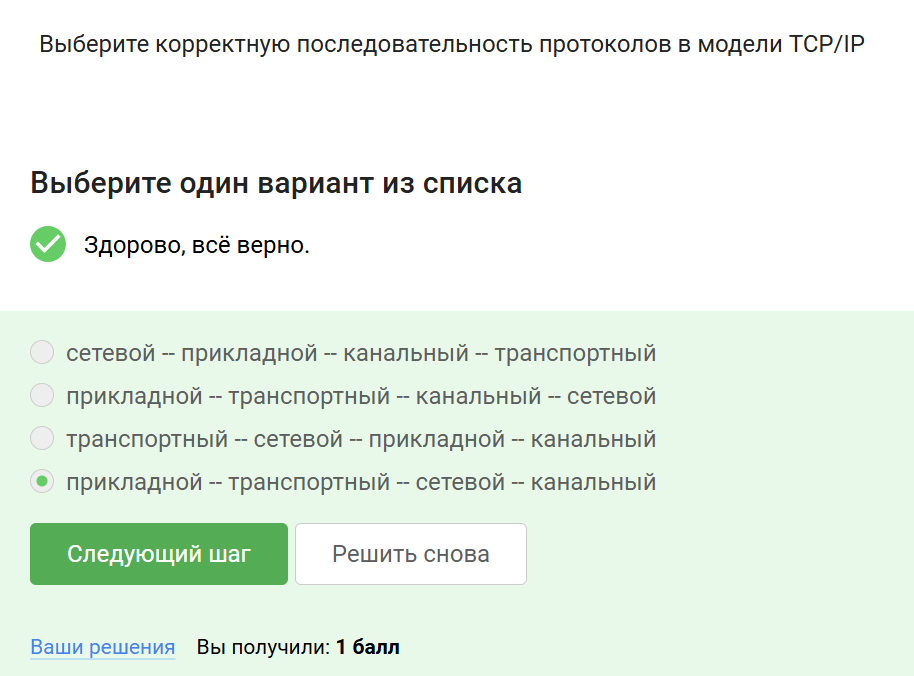 Выберите корректную последовательность протоколов в модели TCP/IP
Выберите один вариант из списка
Здорово, всё верно.
сетевой -- прикладной -- канальный -- транспортный
прикладной -- транспортный -- канальный -- сетевой
транспортный -- сетевой -- прикладной -- канальный
прикладной -- транспортный -- сетевой -- канальный
Следующий шаг
Решить снова
Ваши решения Вы получили: 1 балл